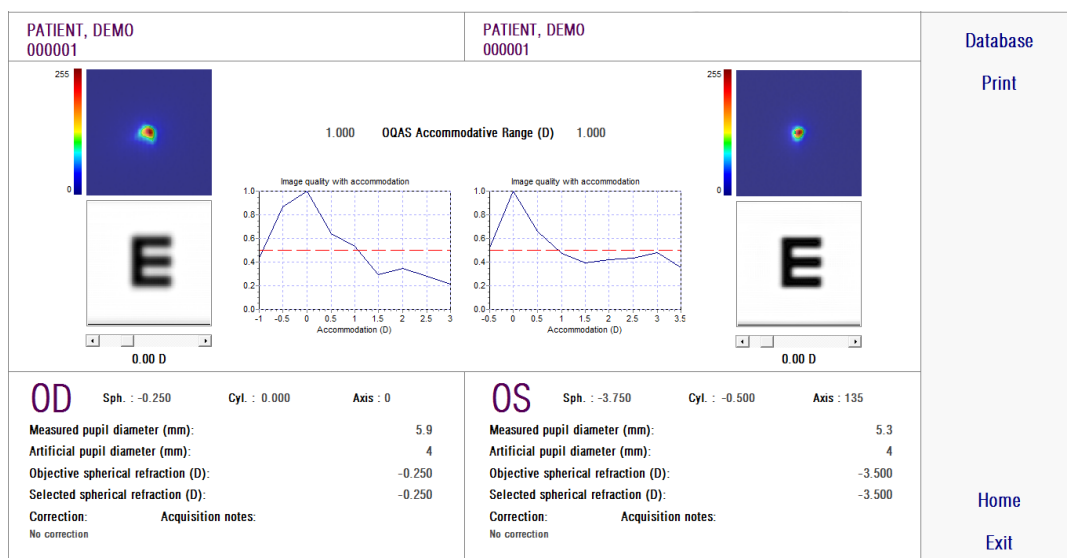 PATIENT, DEMO
000001
PATIENT, DEMO
000001
Database
Print
255
0
1.000 OQAS Accommodative Range (D) 1.000
255
0
Image quality with accommodation
1.0
0.8
0.6
0.4
0.2
0.0
-1 -0.5 0 0.5 1 1.5 2 2.5 3
Accommodation (D)
Image quality with accommodation
1.0
0.8
0.6
0.4
0.2
0.0
-0.5 0 0.5 1 1.5 2 2.5 3 3.5
Accommodation (D)
E
0.00 D
E
0.00 D
OD Sph. : -0.250 Cyl. : 0.000 Axis : 0
Measured pupil diameter (mm): 5.9
Artificial pupil diameter (mm): 4
Objective spherical refraction (D): -0.250
Selected spherical refraction (D): -0.250
Correction: Acquisition notes:
No correction
OS Sph. : -3.750 Cyl. : -0.500 Axis : 135
Measured pupil diameter (mm): 5.3
Artificial pupil diameter (mm): 4
Objective spherical refraction (D): -3.500
Selected spherical refraction (D): -3.500
Correction: Acquisition notes:
No correction
Home
Exit